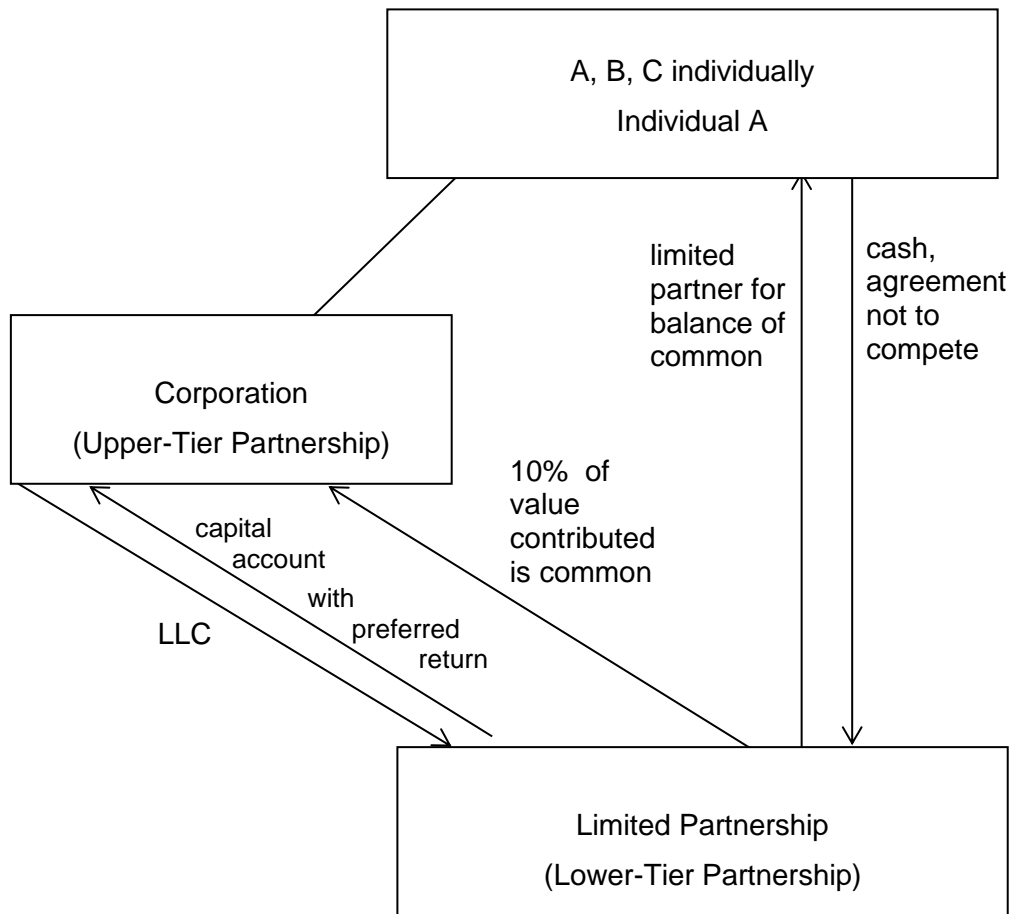 A, B, C individually
Individual A
limited
partner for
balance of
common
cash,
agreement
not to
compete
Corporation
(Upper-Tier Partnership)
10% of
value
contributed
is common
capital
account
with
preferred
return
LLC
Limited Partnership
(Lower-Tier Partnership)